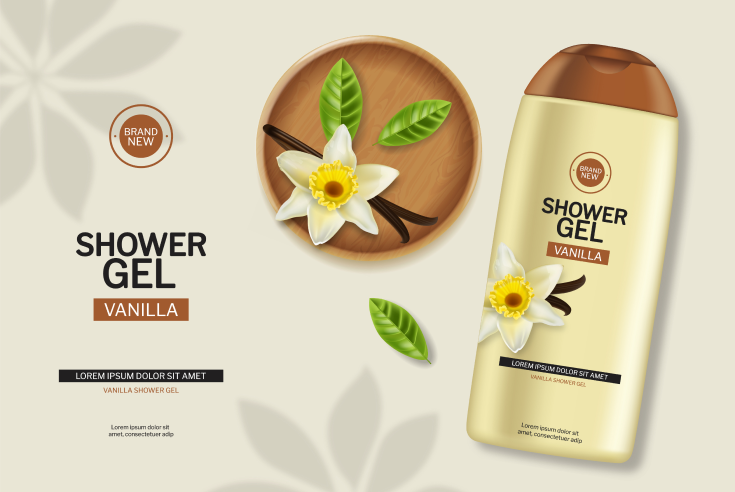 BRAND
NEW
SHOWER
GEL
VANILLA
LOREM IPSUM DOLOR SIT AMET
VANILLA SHOWER GEL
Lorem ipsum dolor sit
amet, consectetuer adip
BRAND
NEW
SHOWER
GEL
VANILLA
LOREM IPSUM DOLOR SIT AMET
VANILLA SHOWER GEL
Lorem ipsum dolor sit
amet, consectetuer adip